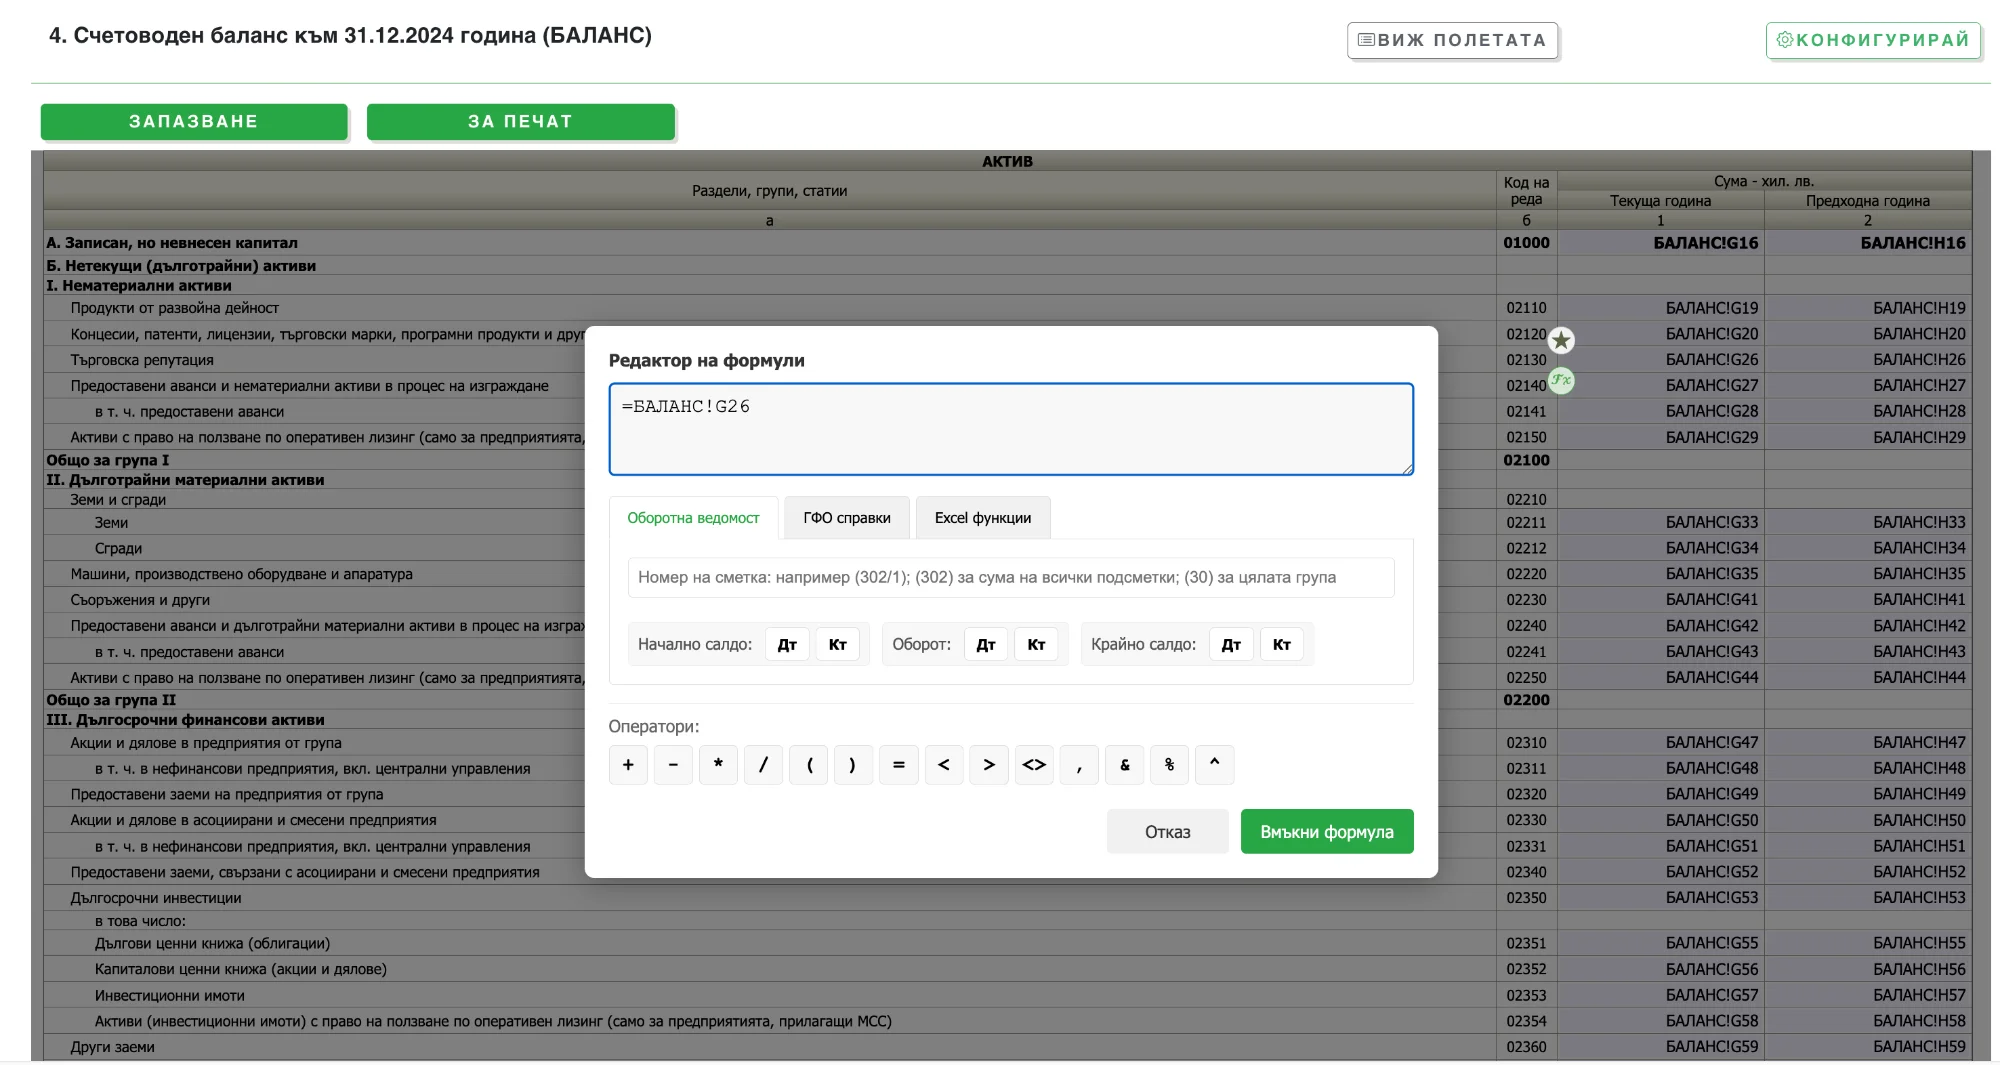 4. Счетоводен баланс към 31.12.2024 година (БАЛАНС)
ВИЖ ПОЛЕТАТА
КОНФИГУРИРАЙ
ЗАПАЗВАНЕ
ЗА ПЕЧАТ
АКТИВ
Раздели, групи, статии
Код на реда
Сума - хил. лв.
Текуща година
Предходна година
а б 1 2
А. Записан, но невнесен капитал 01000 БАЛАНС!G16 БАЛАНС!H16
Б. Нетекущи (дълготрайни) активи
I. Нематериални активи
Продукти от развойна дейност 02110 БАЛАНС!G19 БАЛАНС!H19
Концесии, патенти, лицензии, търговски марки, програмни продукти и 02120 БАЛАНС!G20 БАЛАНС!H20
Търговска репутация 02130 БАЛАНС!G26 БАЛАНС!H26
Предоставени аванси и нематериални активи в процес на изграждане 02140 БАЛАНС!G27 БАЛАНС!H27
Fx
в т. ч. предоставени аванси 02141 БАЛАНС!G28 БАЛАНС!H28
Активи с право на ползване по оперативен лизинг (само за предприятията, 02150 БАЛАНС!G29 БАЛАНС!H29
Общо за група I 02100
II. Дълготрайни материални активи
Земи и сгради 02210
Земи 02211 БАЛАНС!G33 БАЛАНС!H33
Сгради 02212 БАЛАНС!G34 БАЛАНС!H34
Машини, производствено оборудване и апаратура 02220 БАЛАНС!G35 БАЛАНС!H35
Съоръжения и други 02230 БАЛАНС!G41 БАЛАНС!H41
Предоставени аванси и дълготрайни материални активи в процес на 02240 БАЛАНС!G42 БАЛАНС!H42
в т. ч. предоставени аванси 02241 БАЛАНС!G43 БАЛАНС!H43
Активи с право на ползване по оперативен лизинг (само за предприятията, 02250 БАЛАНС!G44 БАЛАНС!H44
Общо за група II 02200
III. Дългосрочни финансови активи
Акции и дялове в предприятия от група 02310 БАЛАНС!G47 БАЛАНС!H47
в т. ч. в нефинансови предприятия, вкл. централни управления 02311 БАЛАНС!G48 БАЛАНС!H48
Предоставени заеми на предприятия от група 02320 БАЛАНС!G49 БАЛАНС!H49
Акции и дялове в асоциирани и смесени предприятия 02330 БАЛАНС!G50 БАЛАНС!H50
в т. ч. в нефинансови предприятия, вкл. централни управления 02331 БАЛАНС!G51 БАЛАНС!H51
Предоставени заеми, свързани с асоциирани и смесени предприятия 02340 БАЛАНС!G52 БАЛАНС!H52
Дългосрочни инвестиции 02350 БАЛАНС!G53 БАЛАНС!H53
в това число:
Дългови ценни книжа (облигации) 02351 БАЛАНС!G55 БАЛАНС!H55
Капиталови ценни книжа (акции и дялове) 02352 БАЛАНС!G56 БАЛАНС!H56
Инвестиционни имоти 02353 БАЛАНС!G57 БАЛАНС!H57
Активи (инвестиционни имоти) с право на ползване по оперативен лизинг (само за предприятията, прилагащи МСС) 02354 БАЛАНС!G58 БАЛАНС!H58
Други заеми 02360 БАЛАНС!G59 БАЛАНС!H59
Редактор на формули
=БАЛАНС!G26
Оборотна ведомост ГФО справки Excel функции
Номер на сметка: например (302/1); (302) за сума на всички подсметки; (30) за цялата група
Начално салдо: Дт Кт Оборот: Дт Кт Крайно салдо: Дт Кт
Оператори:
+ - * / ( ) = < > <> , & % ^
Отказ Вмъкни формула